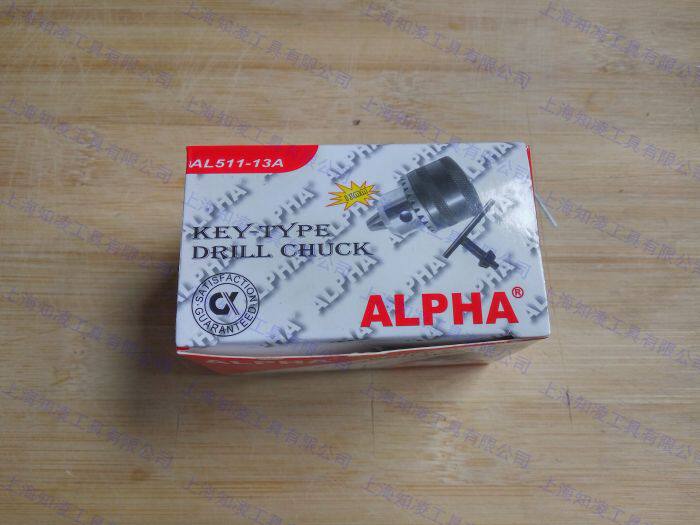 AL511-13A
KEY-TYPE
DRILL CHUCK
SATISFACTION
GUARANTEED
ALPHA®
ALPHA
上海知凌工具有限公司